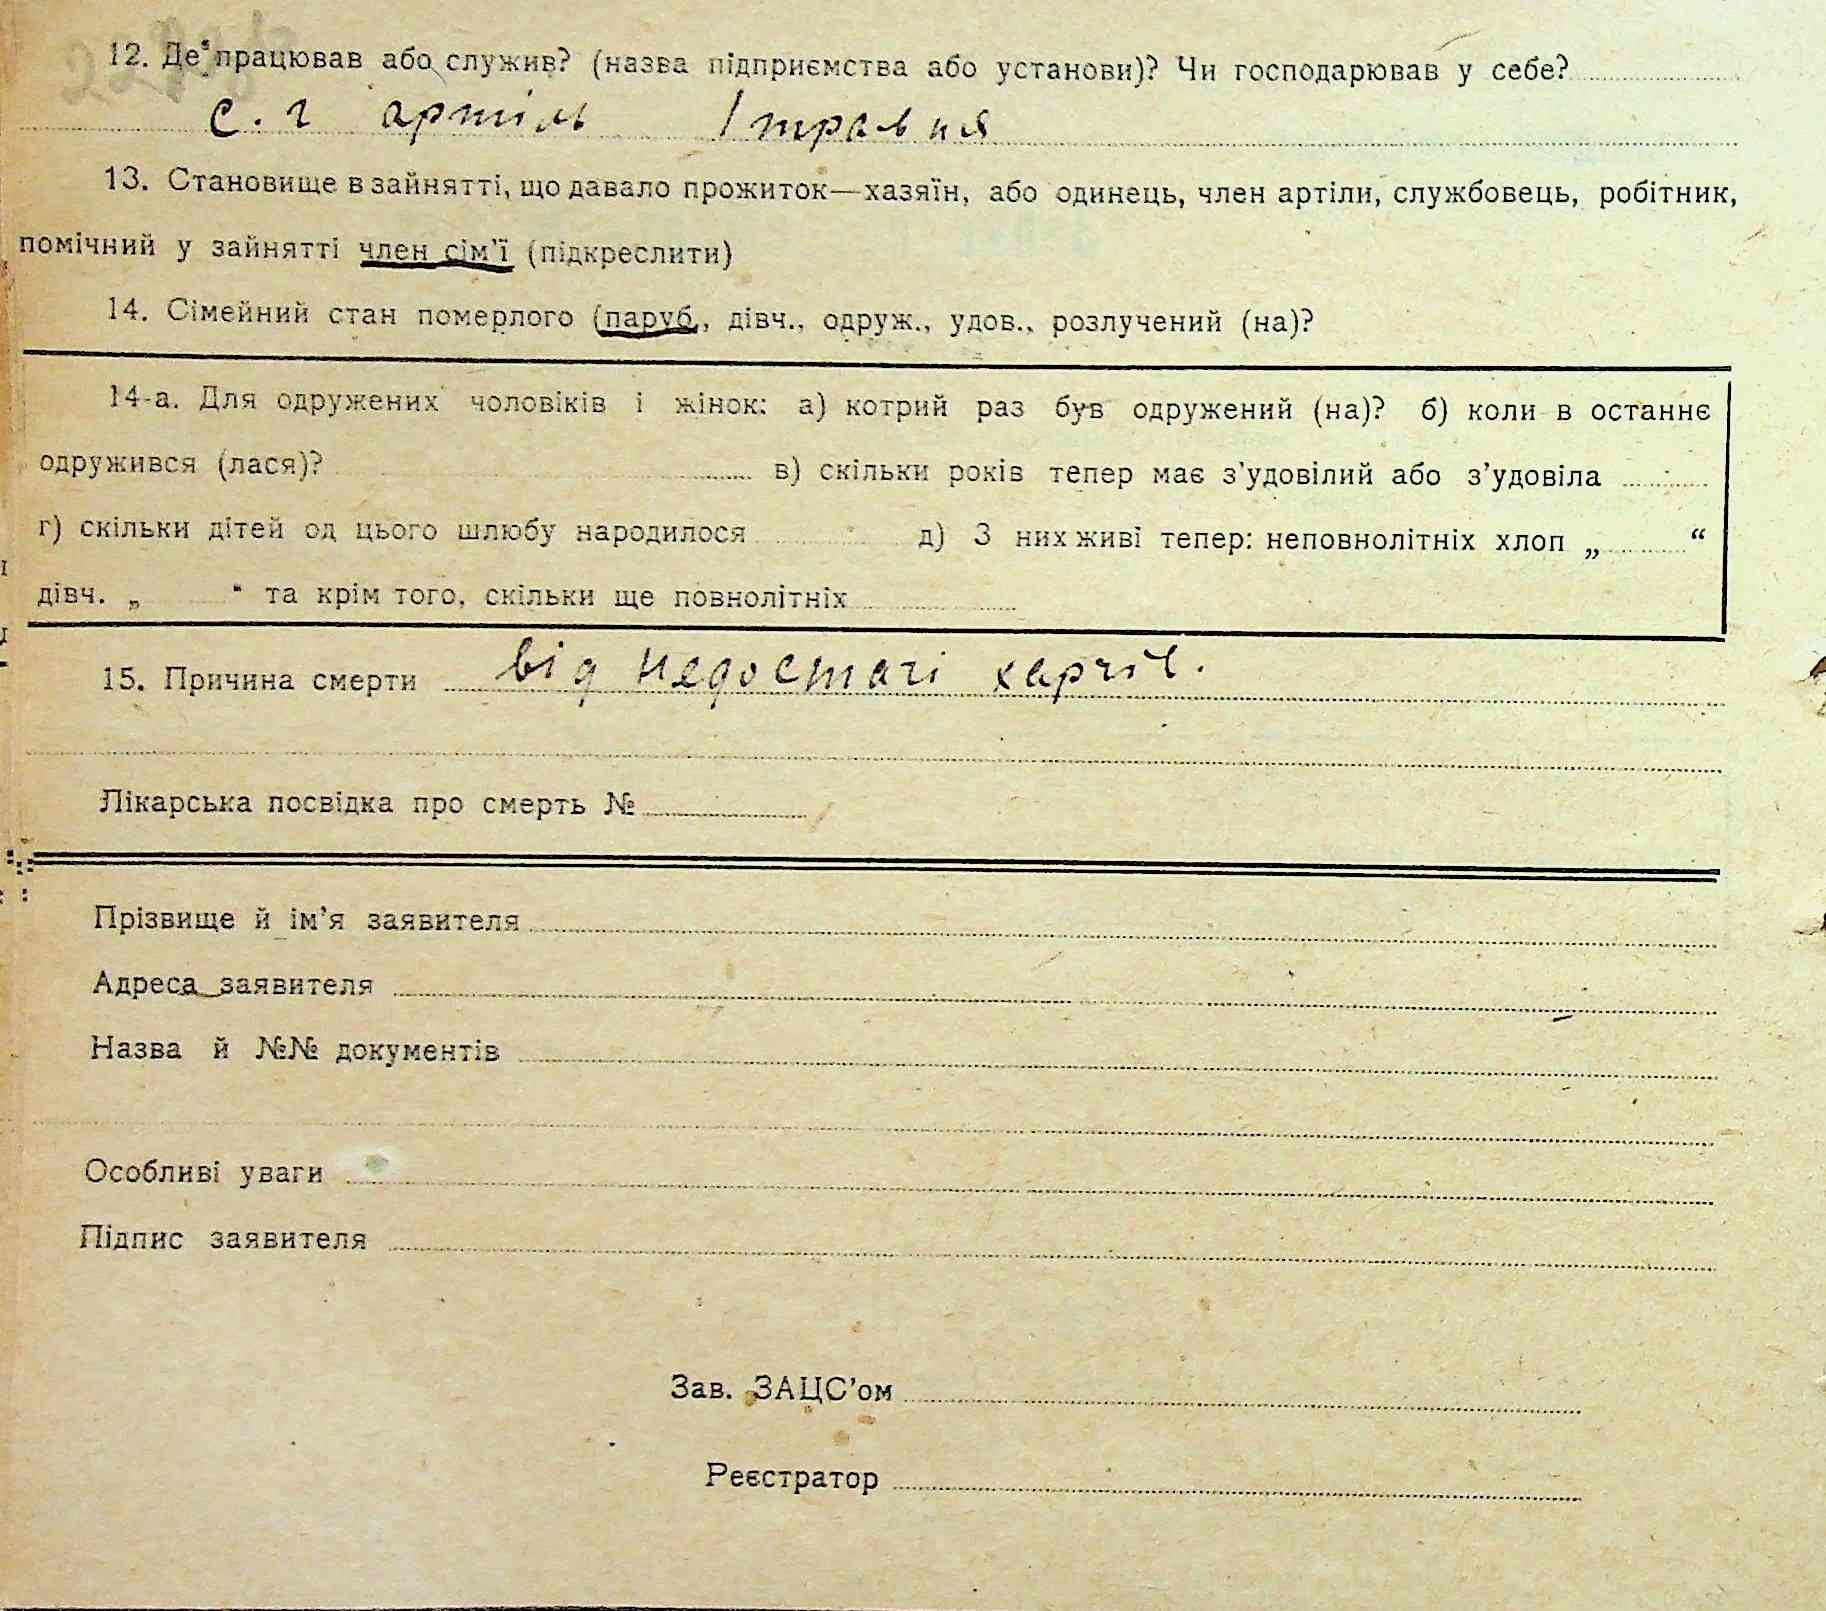 12. Де працював або служив? (назва підприємства або установи)? Чи господарював у себе?
с. г артіль 1 травня
13. Становище в зайнятті, що давало прожиток—хазяїн, або одинець, член артіли, службовець, робітник,
помічний у зайнятті член сім'ї (підкреслити)
14. Сімейний стан померлого (паруб., дівч., одруж., удов., розлучений (на)?
14-а. Для одружених чоловіків і жінок: а) котрий раз був одружений (на)? б) коли в останнє
одружився (лася)? в) скільки років тепер має з'удовілий або з'удовіла
г) скільки дітей од цього шлюбу народилося д) З них живі тепер: неповнолітніх хлоп „ “
дівч. „ “ та крім того, скільки ще повнолітніх
15. Причина смерти від недостачі харчів.
Лікарська посвідка про смерть №
Прізвище й ім'я заявителя
Адреса заявителя
Назва й №№ документів
Особливі уваги
Підпис заявителя
Зав. ЗАЦС'ом
Реєстратор